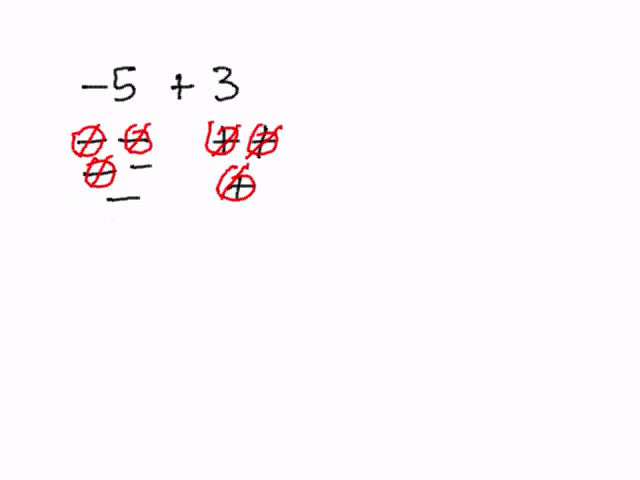 -5 + 3
- - + +
- - +
-